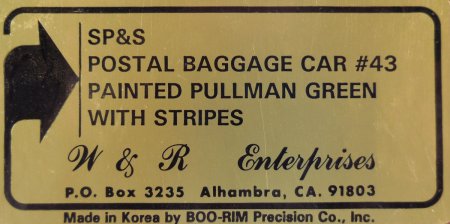 SP&S
POSTAL BAGGAGE CAR #43
PAINTED PULLMAN GREEN
WITH STRIPES
W & R Enterprises
P.O. Box 3235 Alhambra, CA. 91803
Made in Korea by BOO-RIM Precision Co., Inc.